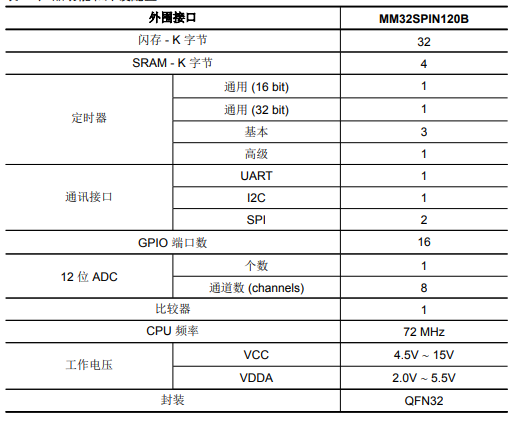 外围接口 MM32SPIN120B
闪存 - K 字节 32
SRAM - K 字节 4
定时器 通用 (16 bit) 1
通用 (32 bit) 1
基本 3
高级 1
通讯接口 UART 1
I2C 1
SPI 2
GPIO 端口数 16
12 位 ADC 个数 1
通道数 (channels) 8
比较器 1
CPU 频率 72 MHz
工作电压 VCC 4.5V ~ 15V
VDDA 2.0V ~ 5.5V
封装 QFN32